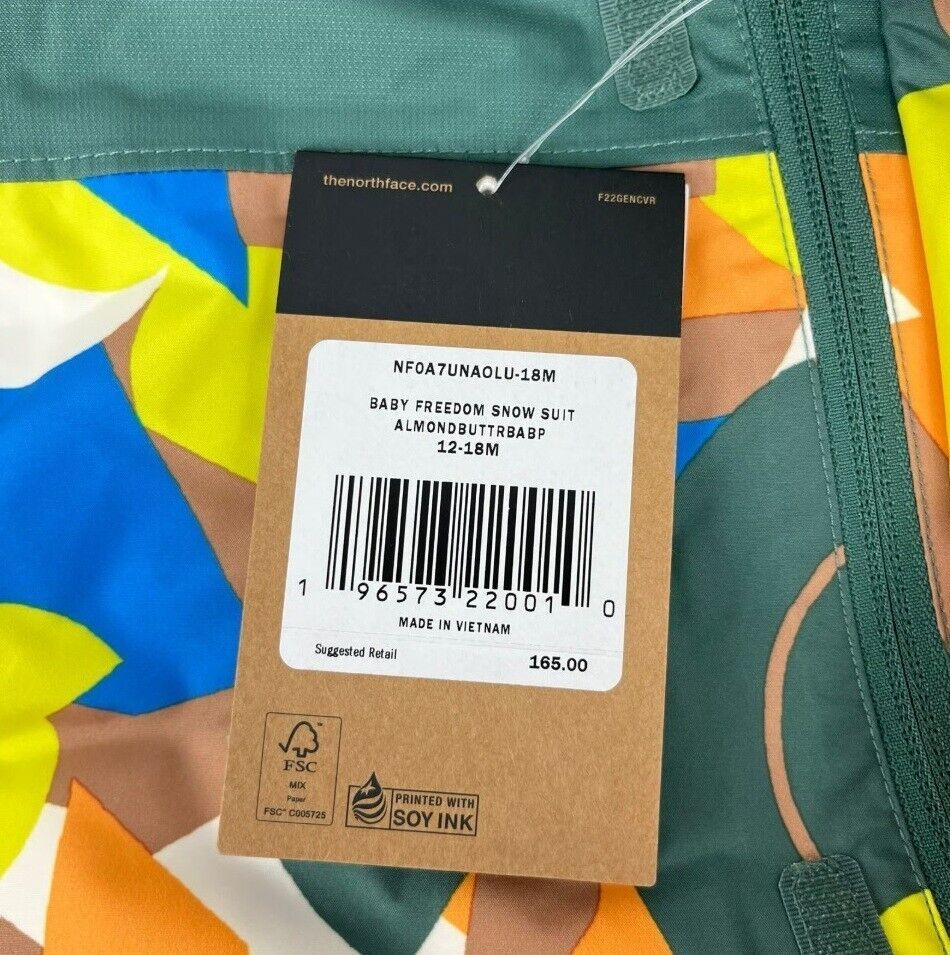 thenorthface.com
F22GENCVR
NF0A7UNAOLU-18M
BABY FREEDOM SNOW SUIT
ALMONDBUTTRBABP
12-18M
1 96573 22001 0
MADE IN VIETNAM
Suggested Retail 165.00
FSC
MIX
Paper
FSC™ C005725
PRINTED WITH
SOY INK